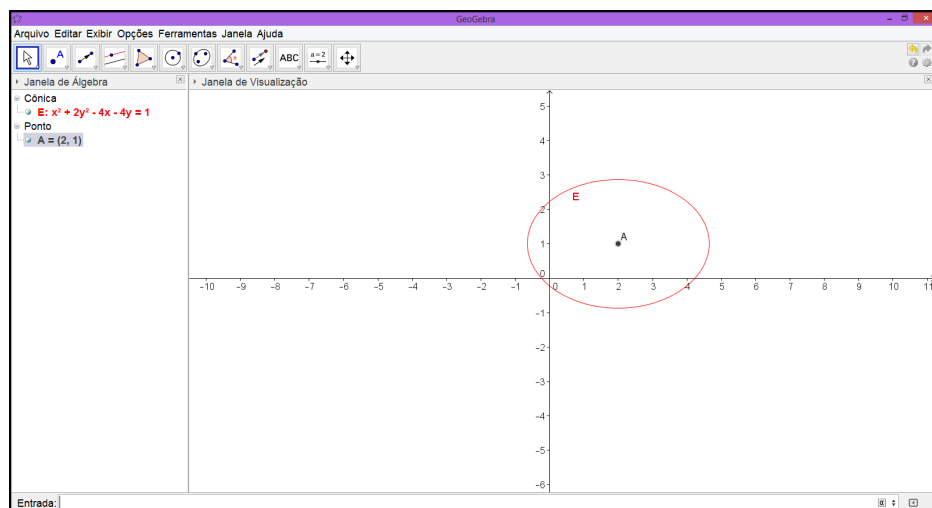 GeoGebra
Arquivo Editar Exibir Opções Ferramentas Janela Ajuda
A ABC a=2
Janela de Álgebra
Janela de Visualização
Cônica
E: x² + 2y² - 4x - 4y = 1
Ponto
A = (2, 1)
5
4
3
E
2
A
1
0
-10 -9 -8 -7 -6 -5 -4 -3 -2 -1 0 1 2 3 4 5 6 7 8 9 10 11
-1
-2
-3
-4
-5
-6
Entrada: α